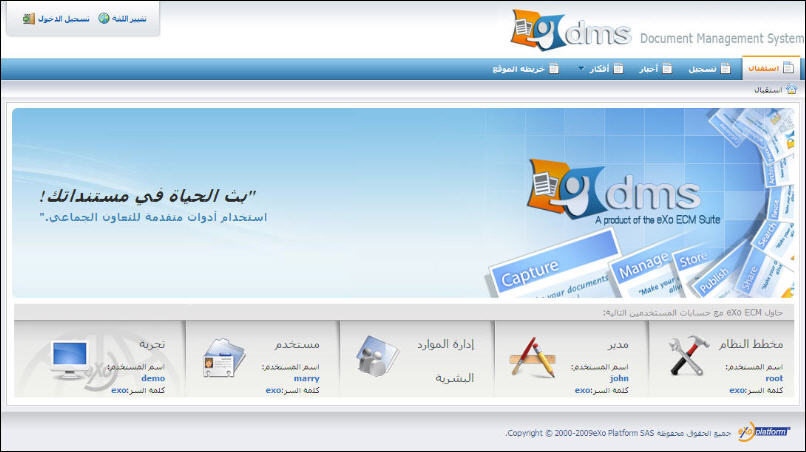 dms Document Management System
تغيير اللغة تسجيل الدخول
استقبال تسجيل أخبار أفكار خريطه الموقع
استقبال
"بث الحياة في مستنداتك!
استخدام أدوات متقدمة للتعاون الجماعي."
dms
A product of the eXo ECM Suite
Capture
Manage
Store
Publish
Share
Search
حاول eXo ECM مع حسابات المستخدمين التالية:
مخطط النظام
اسم المستخدم:
root
كلمة السر:exo
مدير
اسم المستخدم:
john
كلمة السر:exo
إدارة الموارد
البشرية
مستخدم
اسم المستخدم:
marry
كلمة السر:exo
تجربة
اسم المستخدم:
demo
كلمة السر:exo
eXo platform
جميع الحقوق محفوظة Copyright © 2000-2009eXo Platform SAS.